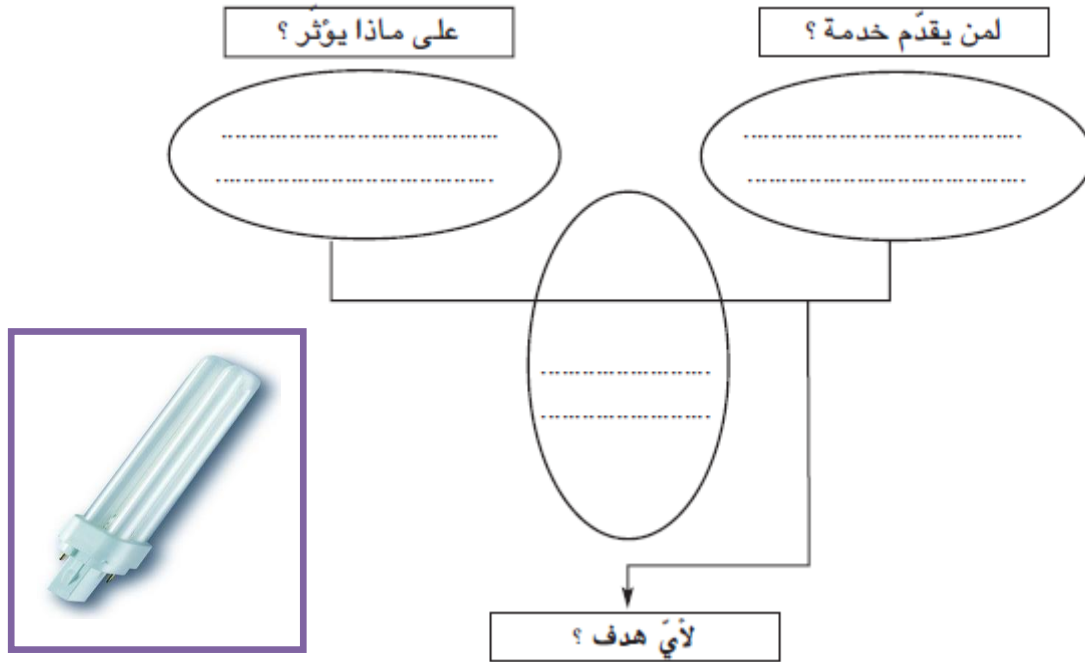 لمن يقدّم خدمة ؟
على ماذا يؤثّر ؟
لأيّ هدف ؟